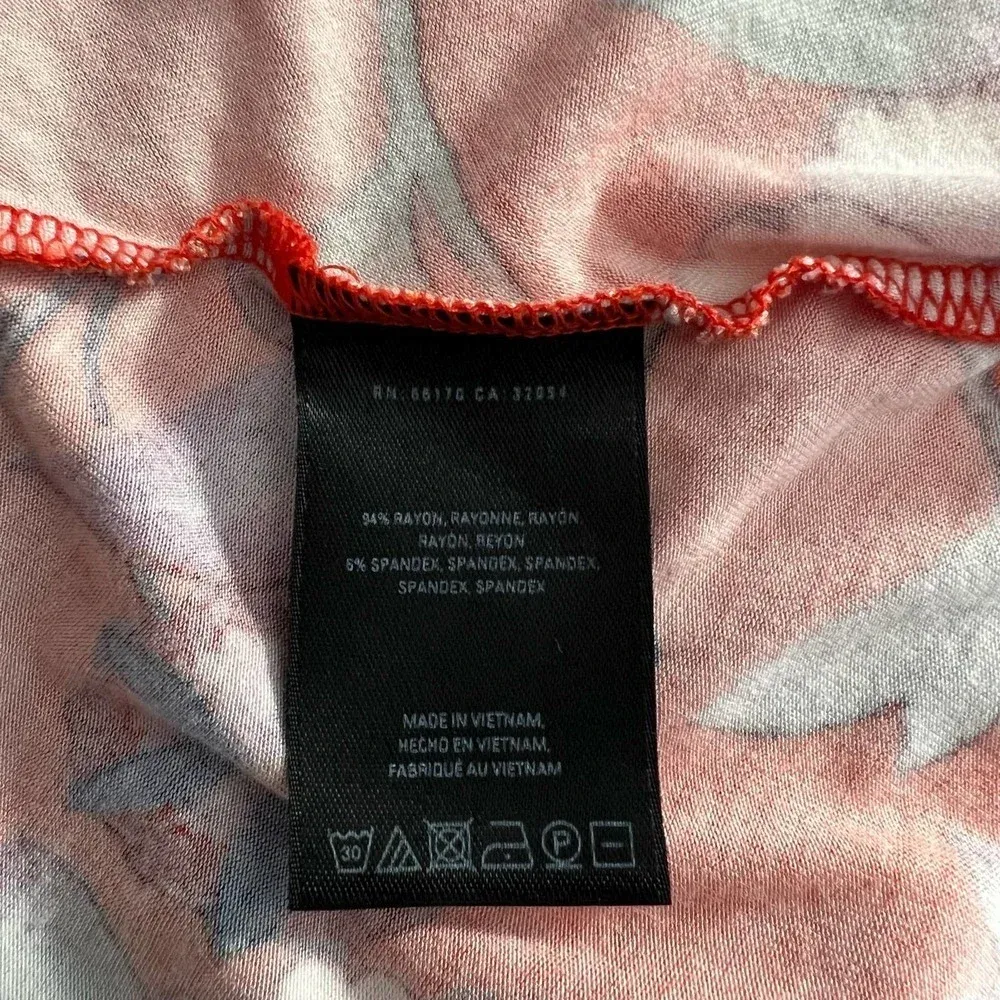 RN: 66170 CA: 32054
94% RAYON, RAYONNE, RAYON
RAYON, REYON
6% SPANDEX, SPANDEX, SPANDEX,
SPANDEX, SPANDEX
MADE IN VIETNAM,
HECHO EN VIETNAM,
FABRIQUÉ AU VIETNAM
30 P